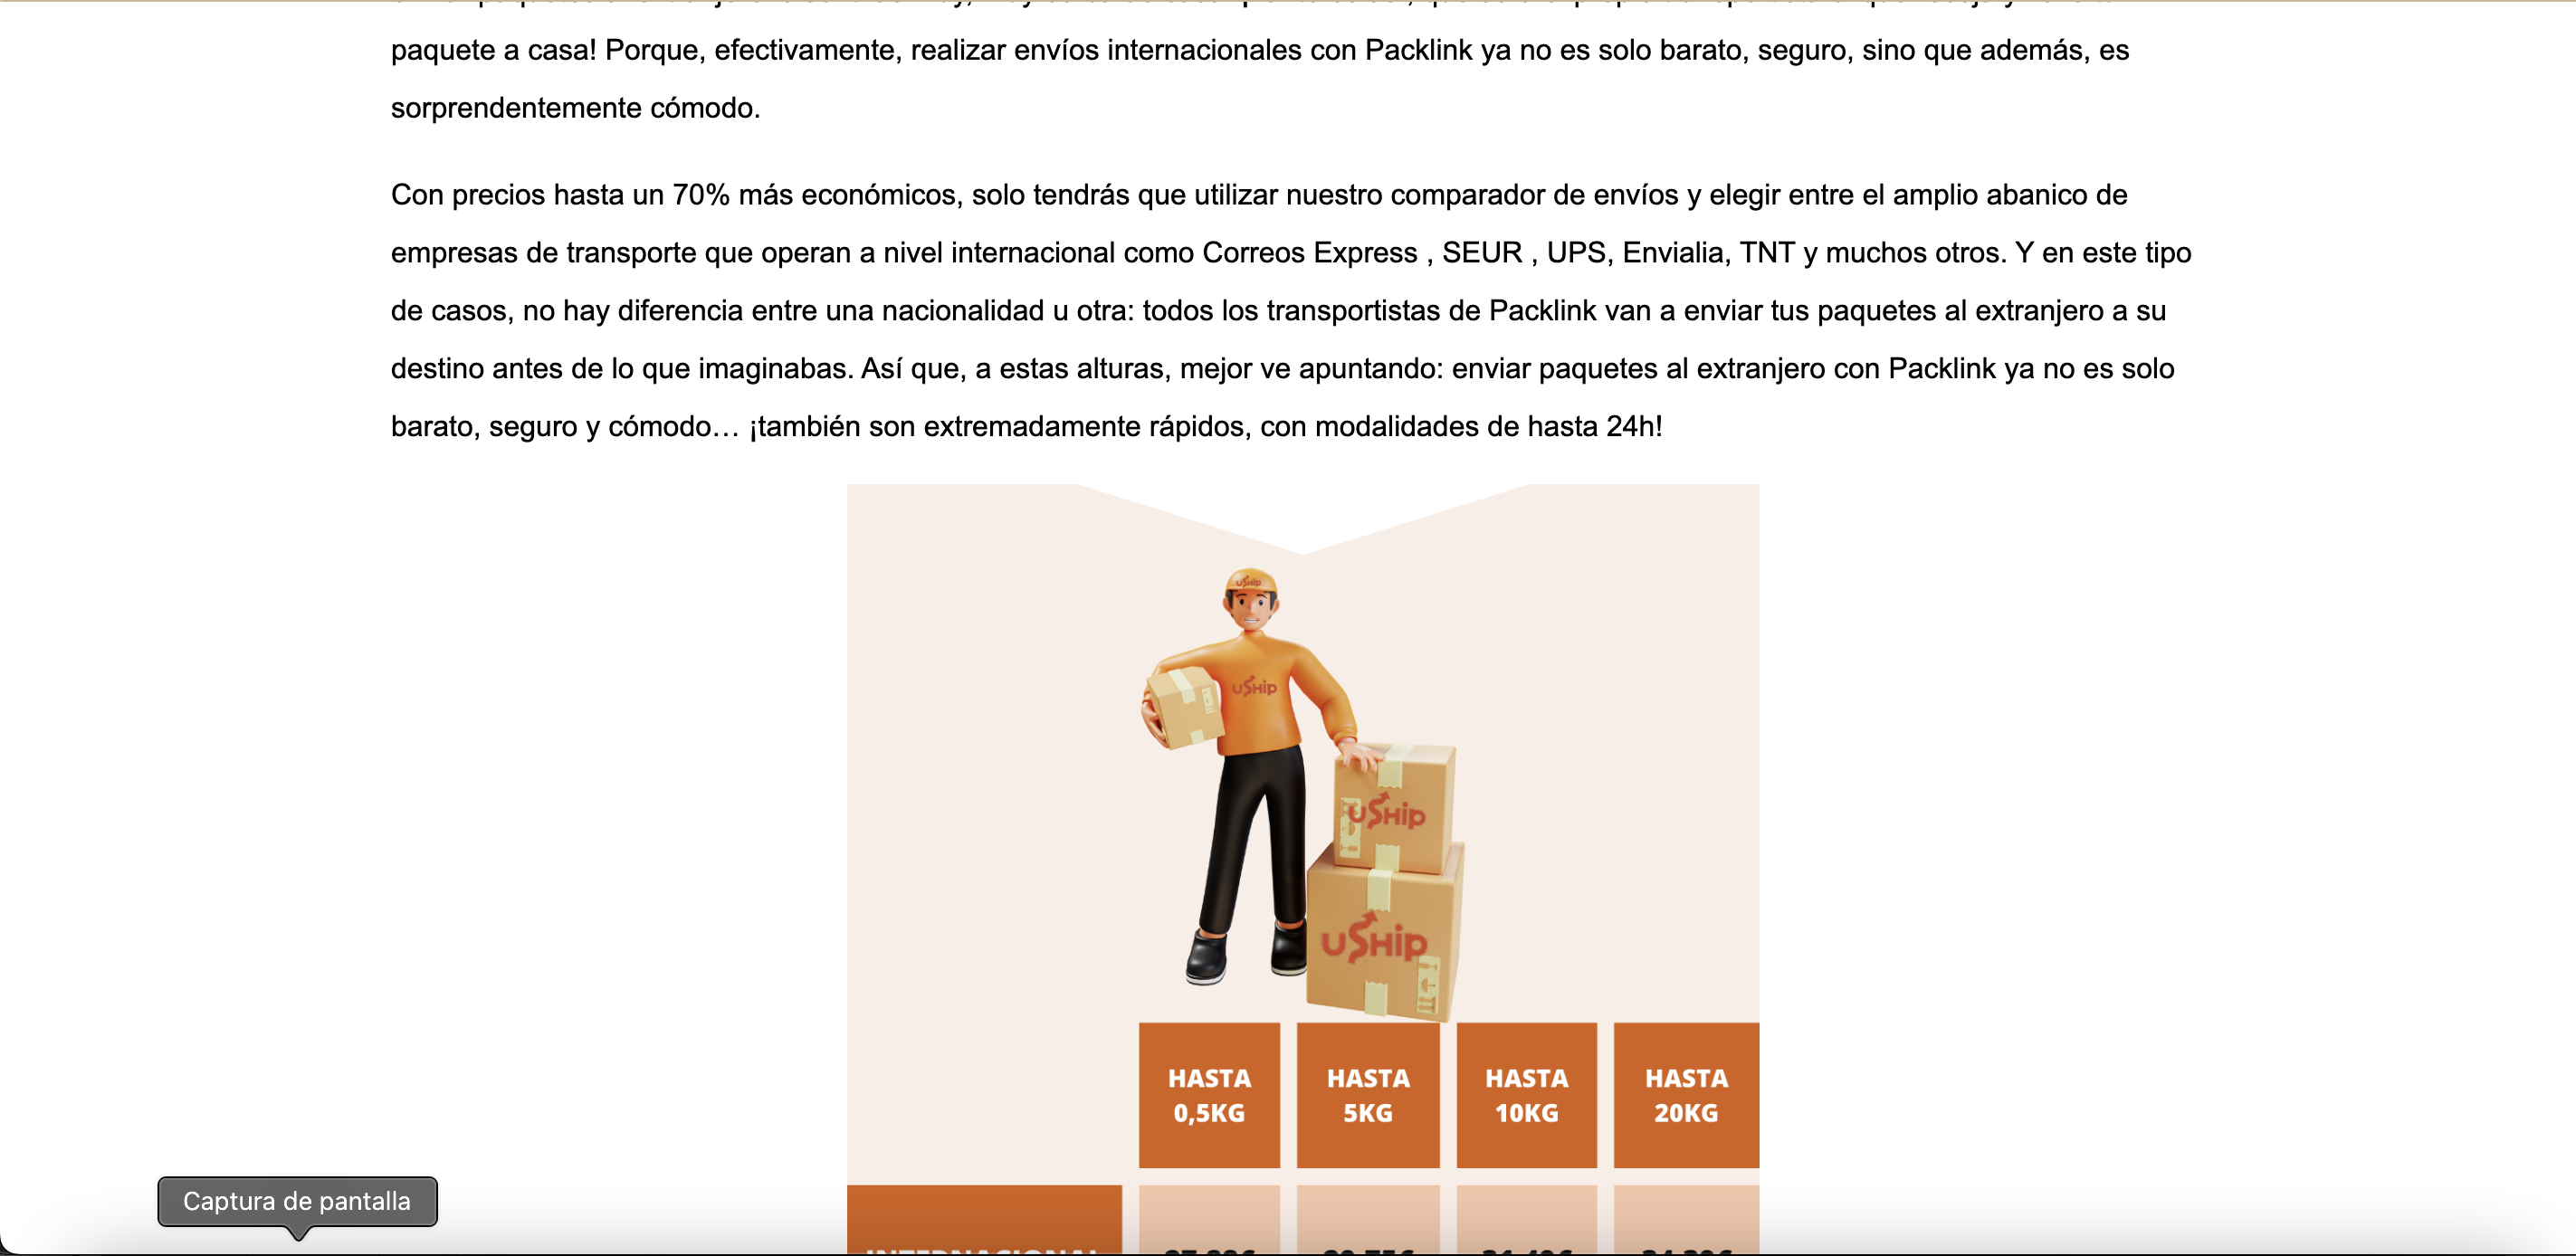 paquete a casa! Porque, efectivamente, realizar envíos internacionales con Packlink ya no es solo barato, seguro, sino que además, es
sorprendentemente cómodo.
Con precios hasta un 70% más económicos, solo tendrás que utilizar nuestro comparador de envíos y elegir entre el amplio abanico de
empresas de transporte que operan a nivel internacional como Correos Express , SEUR , UPS, Envialia, TNT y muchos otros. Y en este tipo
de casos, no hay diferencia entre una nacionalidad u otra: todos los transportistas de Packlink van a enviar tus paquetes al extranjero a su
destino antes de lo que imaginabas. Así que, a estas alturas, mejor ve apuntando: enviar paquetes al extranjero con Packlink ya no es solo
barato, seguro y cómodo… ¡también son extremadamente rápidos, con modalidades de hasta 24h!
uship
uship
uship
uship
HASTA
0,5KG
HASTA
5KG
HASTA
10KG
HASTA
20KG
INTERNACIONAL
Captura de pantalla